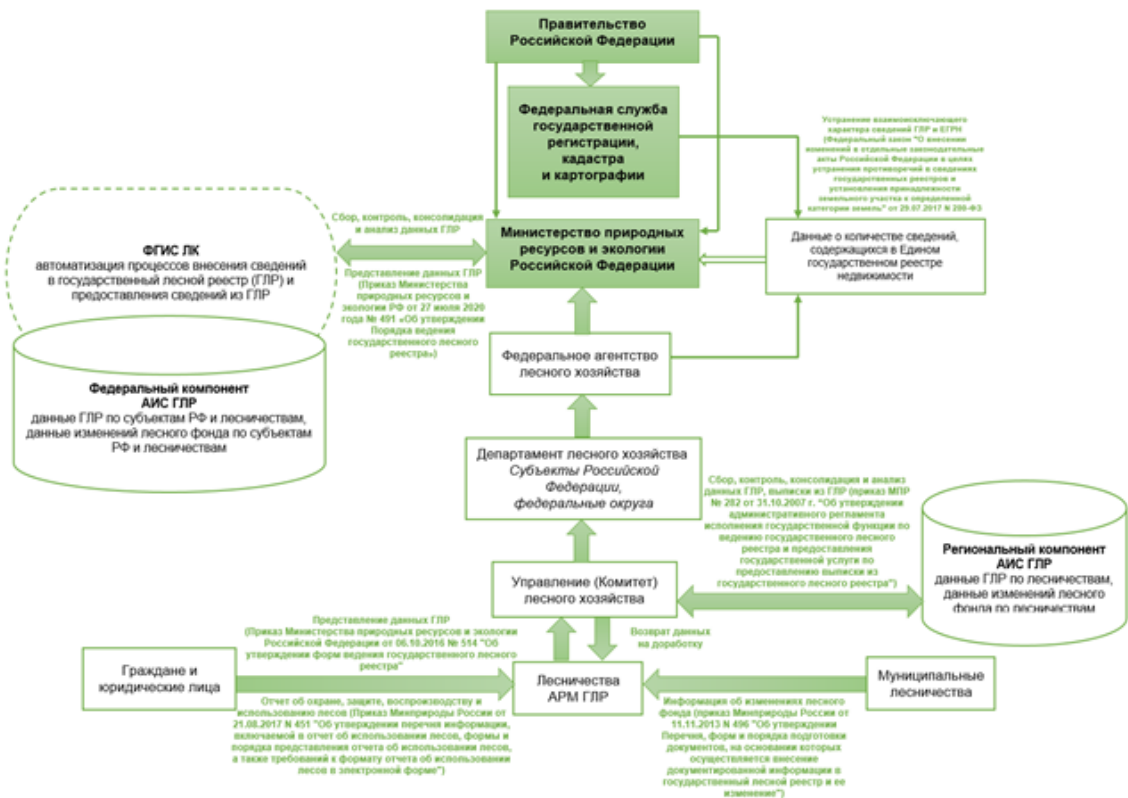 Правительство
Российской Федерации
Федеральная служба
государственной
регистрации,
кадастра
и картографии
Устранение взаимоисключающего
характера сведений ГЛР и ЕГРН
(Федеральный закон "О внесении
изменений в отдельные законодательные
акты Российской Федерации в целях
устранения противоречий в сведениях
государственных реестров и
установления принадлежности
земельного участка к определенной
категории земель" от 29.07.2017 N 280-ФЗ
ФГИС ЛК
автоматизация процессов внесения сведений
в государственный лесной реестр (ГЛР) и
предоставления сведений из ГЛР
Сбор, контроль, консолидация
и анализ данных ГЛР
Представление данных ГЛР
(Приказ Министерства
природных ресурсов и
экологии РФ от 27 июля 2020
года № 491 «Об утверждении
Порядка ведения
государственного лесного
реестра»)
Министерство природных
ресурсов и экологии
Российской Федерации
Данные о количестве сведений,
содержащихся в Едином
государственном реестре
недвижимости
Федеральное агентство
лесного хозяйства
Федеральный компонент
АИС ГЛР
данные ГЛР по субъектам РФ и лесничествам,
данные изменений лесного фонда по субъектам
РФ и лесничествам
Департамент лесного хозяйства
Субъекты Российской
Федерации,
федеральные округа
Сбор, контроль, консолидация и анализ
данных ГЛР, выписки из ГЛР (приказ МПР
№ 282 от 31.10.2007 г. "Об утверждении
административного регламента
исполнения государственной функции по
ведению государственного лесного
реестра и предоставления
государственной услуги по
предоставлению выписки из
государственного лесного реестра")
Региональный компонент
АИС ГЛР
данные ГЛР по лесничествам,
данные изменений лесного
фонда по лесничествам
Управление (Комитет)
лесного хозяйства
Представление данных ГЛР
(Приказ Министерства природных ресурсов и экологии
Российской Федерации от 06.10.2016 № 514 "Об
утверждении форм ведения государственного лесного
реестра"
Возврат данных
на доработку
Граждане и
юридические лица
Лесничества
АРМ ГЛР
Муниципальные
лесничества
Отчет об охране, защите, воспроизводству и
использованию лесов (Приказ Минприроды России от
21.08.2017 N 451 "Об утверждении перечня информации,
включаемой в отчет об использовании лесов, формы и
порядка представления отчета об использовании лесов,
а также требований к формату отчета об использовании
лесов в электронной форме")
Информация об изменениях лесного
фонда (приказ Минприроды России от
11.11.2013 N 496 "Об утверждении
Перечня, форм и порядка подготовки
документов, на основании которых
осуществляется внесение
документированной информации в
государственный лесной реестр и ее
изменение")